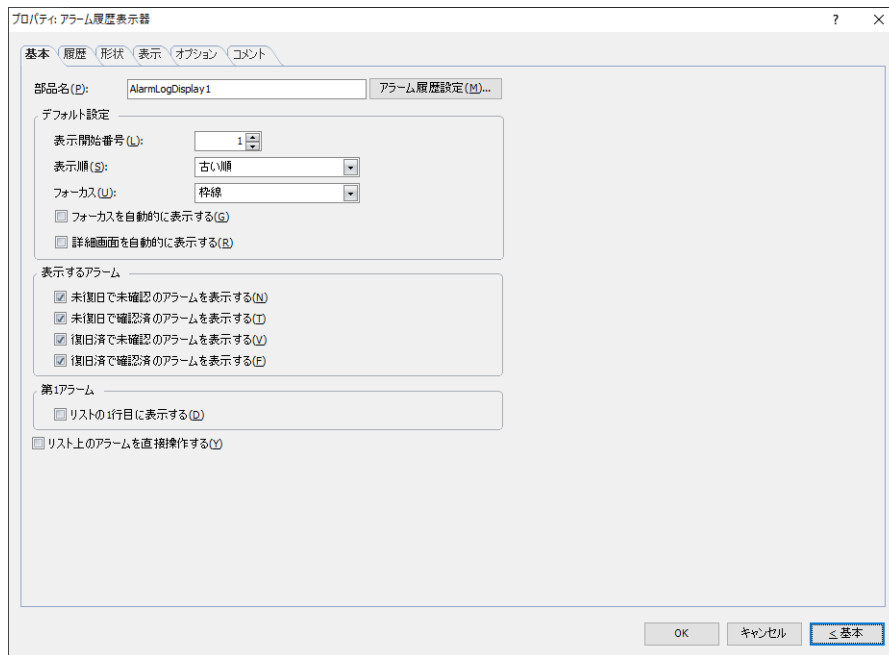 プロパティ: アラーム履歴表示器
? ×
基本 履歴 形状 表示 オプション コメント
部品名(P): AlarmLogDisplay1 アラーム履歴設定(M)...
デフォルト設定
表示開始番号(L): 1
表示順(S): 古い順
フォーカス(U): 枠線
フォーカスを自動的に表示する(G)
詳細画面を自動的に表示する(R)
表示するアラーム
未復旧で未確認のアラームを表示する(N)
未復旧で確認済のアラームを表示する(T)
復旧済で未確認のアラームを表示する(V)
復旧済で確認済のアラームを表示する(F)
第1アラーム
リストの1行目に表示する(D)
リスト上のアラームを直接操作する(Y)
OK キャンセル < 基本